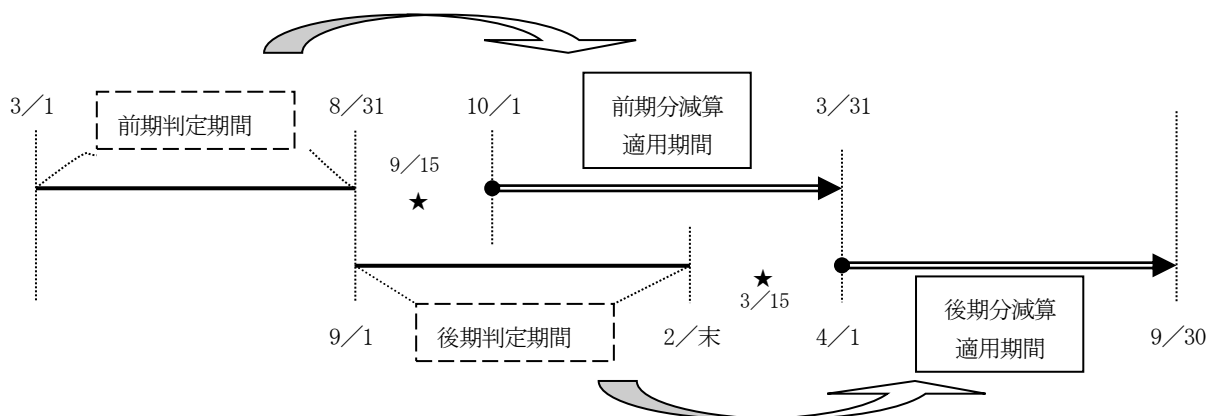 3／1
前期判定期間
8／31
10／1
前期分減算
適用期間
3／31
9／15
★
★
3／15
9／1
後期判定期間
2／末
4／1
後期分減算
適用期間
9／30